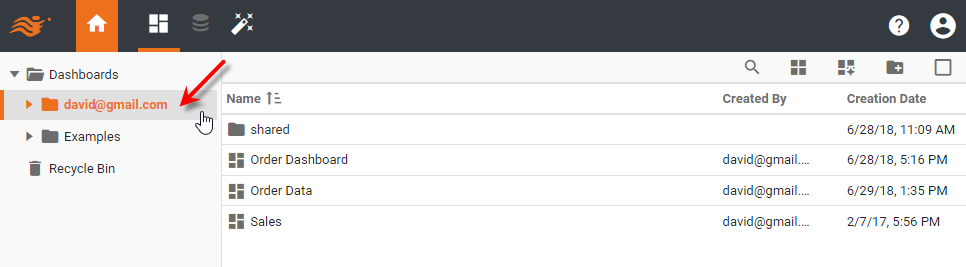 Dashboards
david@gmail.com
Examples
Recycle Bin
Name Created By Creation Date
shared 6/28/18, 11:09 AM
Order Dashboard david@gmail.... 6/28/18, 5:16 PM
Order Data david@gmail.... 6/29/18, 1:35 PM
Sales david@gmail.... 2/7/17, 5:56 PM